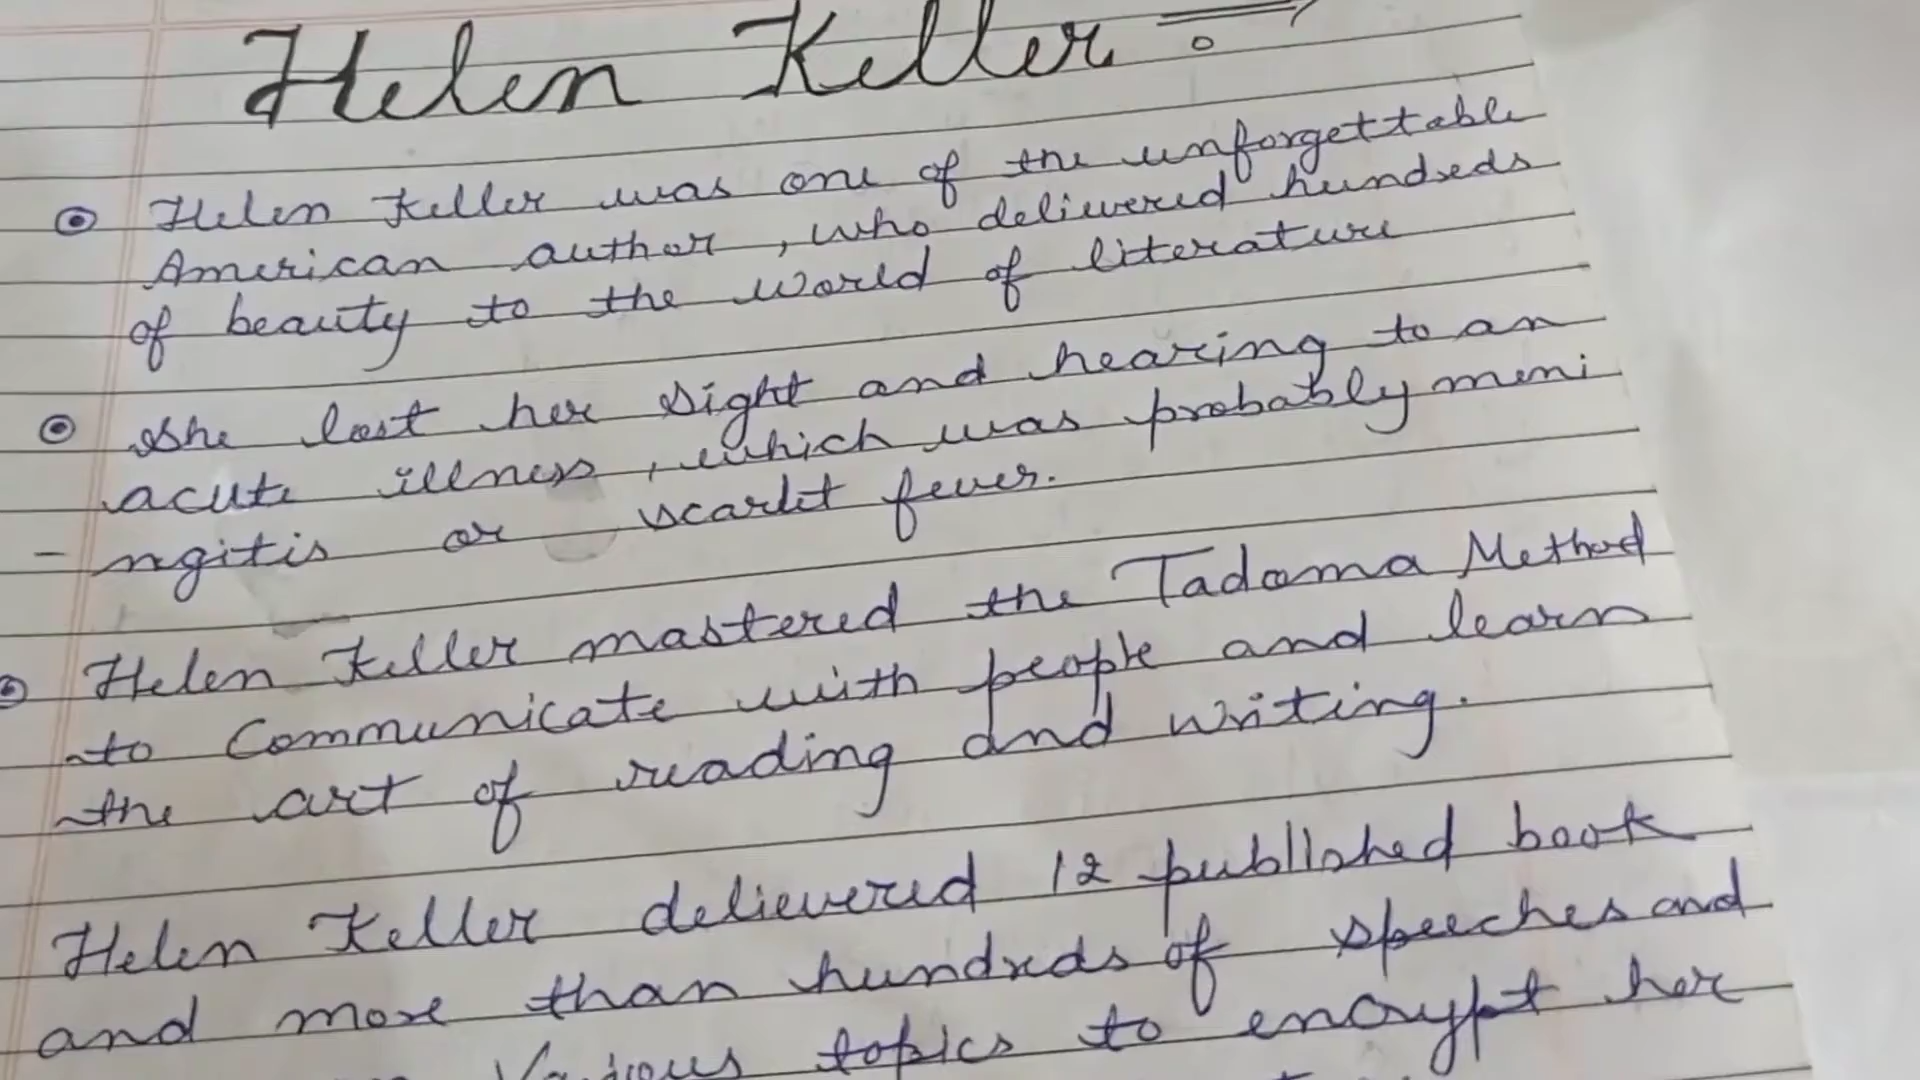 Helen Keller :-
Helen Keller was one of the unforgettable
American author, who delivered hundreds
of beauty to the world of literature
She lost her sight and hearing to an
acute illness, which was probably meni
- ngitis or scarlet fever.
Helen Keller mastered the Tadoma Method
to Communicate with people and learn
the art of reading and writing.
Helen Keller delievered 12 published book
and more than hundreds of speeches and
Various topics to encrypt her